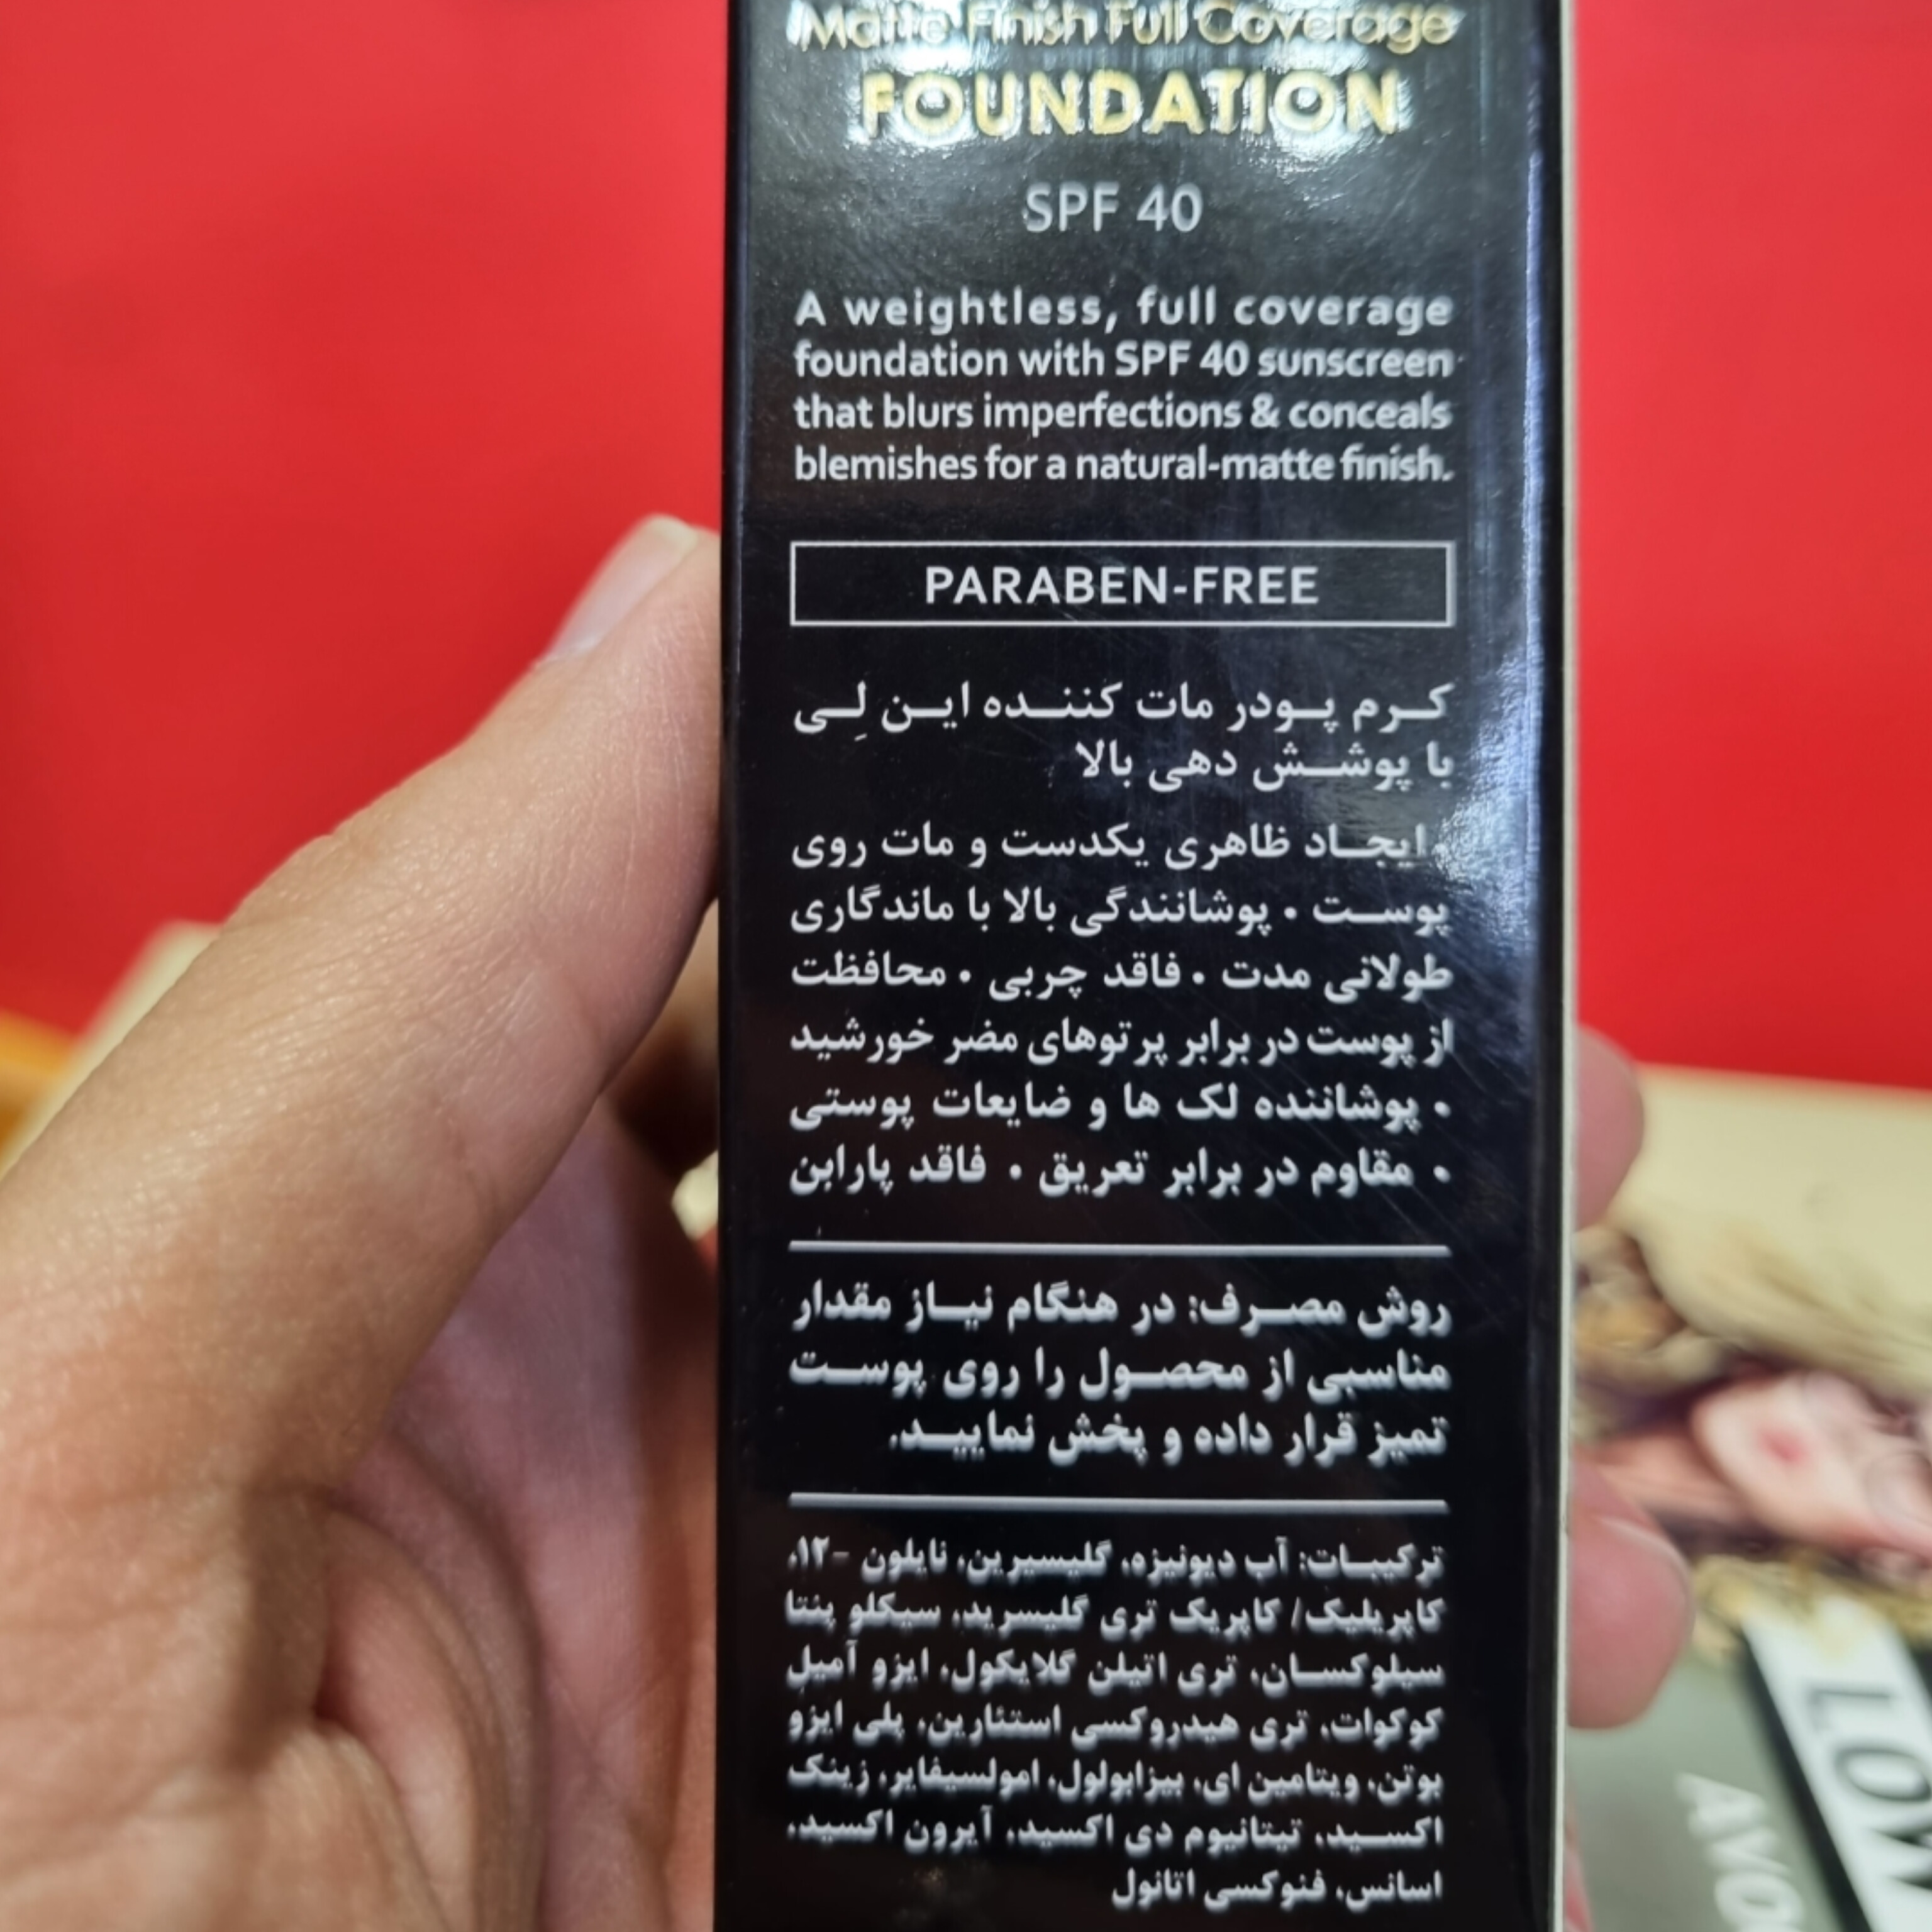 Matte Finish Full Coverage
FOUNDATION
SPF 40
A weightless, full coverage
foundation with SPF 40 sunscreen
that blurs imperfections & conceals
blemishes for a natural-matte finish.
PARABEN-FREE
کرم پودر مات کننده این لِی
با پوشش دهی بالا
• ایجاد ظاهری یکدست و مات روی
پوست • پوشانندگی بالا با ماندگاری
طولانی مدت • فاقد چربی • محافظت
از پوست در برابر پرتوهای مضر خورشید
• پوشاننده لک ها و ضایعات پوستی
• مقاوم در برابر تعریق • فاقد پارابن
روش مصرف: در هنگام نیاز مقدار
مناسبی از محصول را روی پوست
تمیز قرار داده و پخش نمایید.
ترکیبات: آب دیونیزه، گلیسیرین، نایلون -۱۲،
کاپریلیک/ کاپریک تری گلیسرید، سیکلو پنتا
سیلوکسان، تری اتیلن گلایکول، ایزو آمیل
کوکوات، تری هیدروکسی استئارین، پلی ایزو
بوتن، ویتامین ای، بیزابولول، امولسیفایر، زینک
اکسید، تیتانیوم دی اکسید، آیرون اکسید،
اسانس، فنوکسی اتانول
LOW
AVO